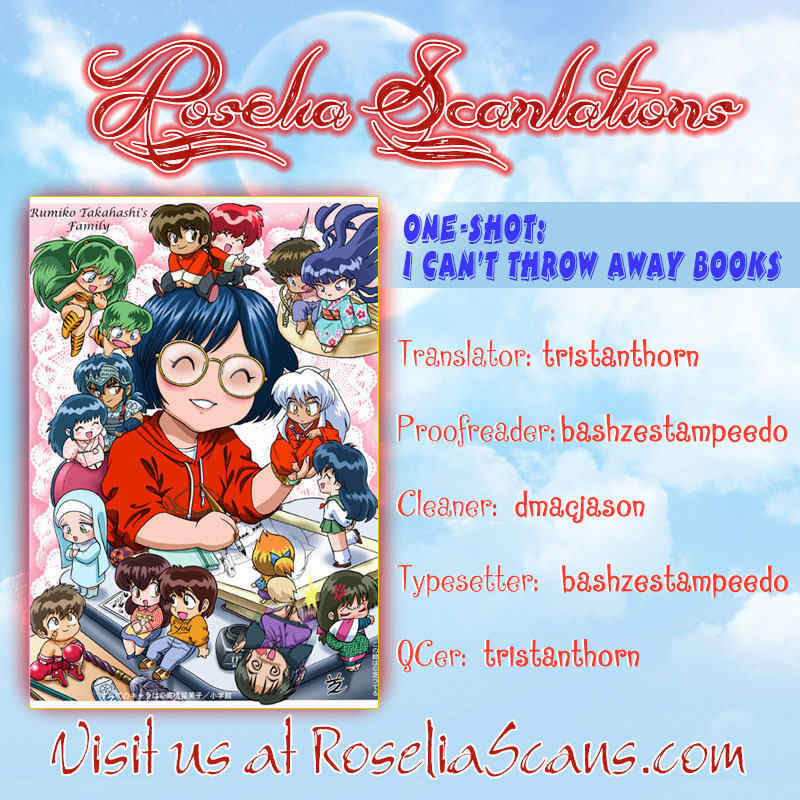 Roselia Scanlations
Rumiko Takahashi's
Family
ONE-SHOT:
I CAN'T THROW AWAY BOOKS
Translator: tristanthorn
Proofreader: bashzestampeedo
Cleaner: dmacjason
Typesetter: bashzestampeedo
QCer: tristanthorn
Visit us at RoseliaScans.com